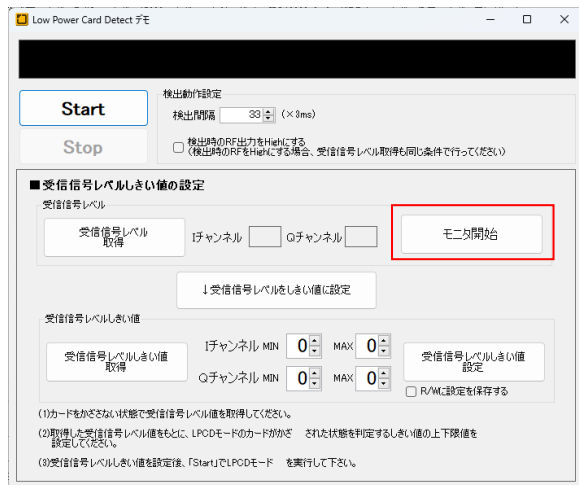 Low Power Card Detect デモ
Start
Stop
検出動作設定
検出間隔 33 (×3ms)
検出時のRF出力をHighにする
(検出時のRFをHighにする場合、受信信号レベル取得も同じ条件で行ってください)
■受信信号レベルしきい値の設定
受信信号レベル
受信信号レベル
取得
Iチャンネル
Qチャンネル
モニタ開始
↓受信信号レベルをしきい値に設定
受信信号レベルしきい値
受信信号レベルしきい値
取得
Iチャンネル MIN 0 MAX 0
Qチャンネル MIN 0 MAX 0
受信信号レベルしきい値
設定
R/Wに設定を保存する
(1)カードをかざさない状態で受信信号レベル値を取得してください。
(2)取得した受信信号レベル値をもとに、LPCDモードのカードがかざ された状態を判定するしきい値の上下限値を
設定してください。
(3)受信信号レベルしきい値を設定後、「Start」でLPCDモード を実行して下さい。